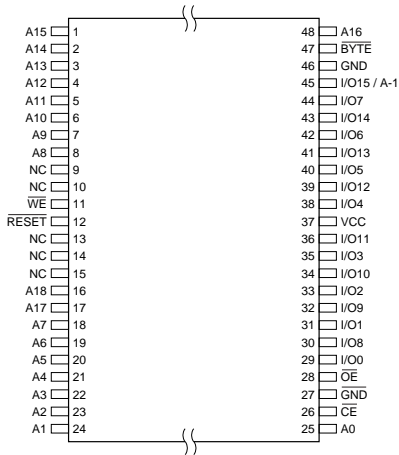 A15 1 48 A16
A14 2 47 BYTE
A13 3 46 GND
A12 4 45 I/O15 / A-1
A11 5 44 I/O7
A10 6 43 I/O14
A9 7 42 I/O6
A8 8 41 I/O13
NC 9 40 I/O5
NC 10 39 I/O12
WE 11 38 I/O4
RESET 12 37 VCC
NC 13 36 I/O11
NC 14 35 I/O3
NC 15 34 I/O10
A18 16 33 I/O2
A17 17 32 I/O9
A7 18 31 I/O1
A6 19 30 I/O8
A5 20 29 I/O0
A4 21 28 OE
A3 22 27 GND
A2 23 26 CE
A1 24 25 A0